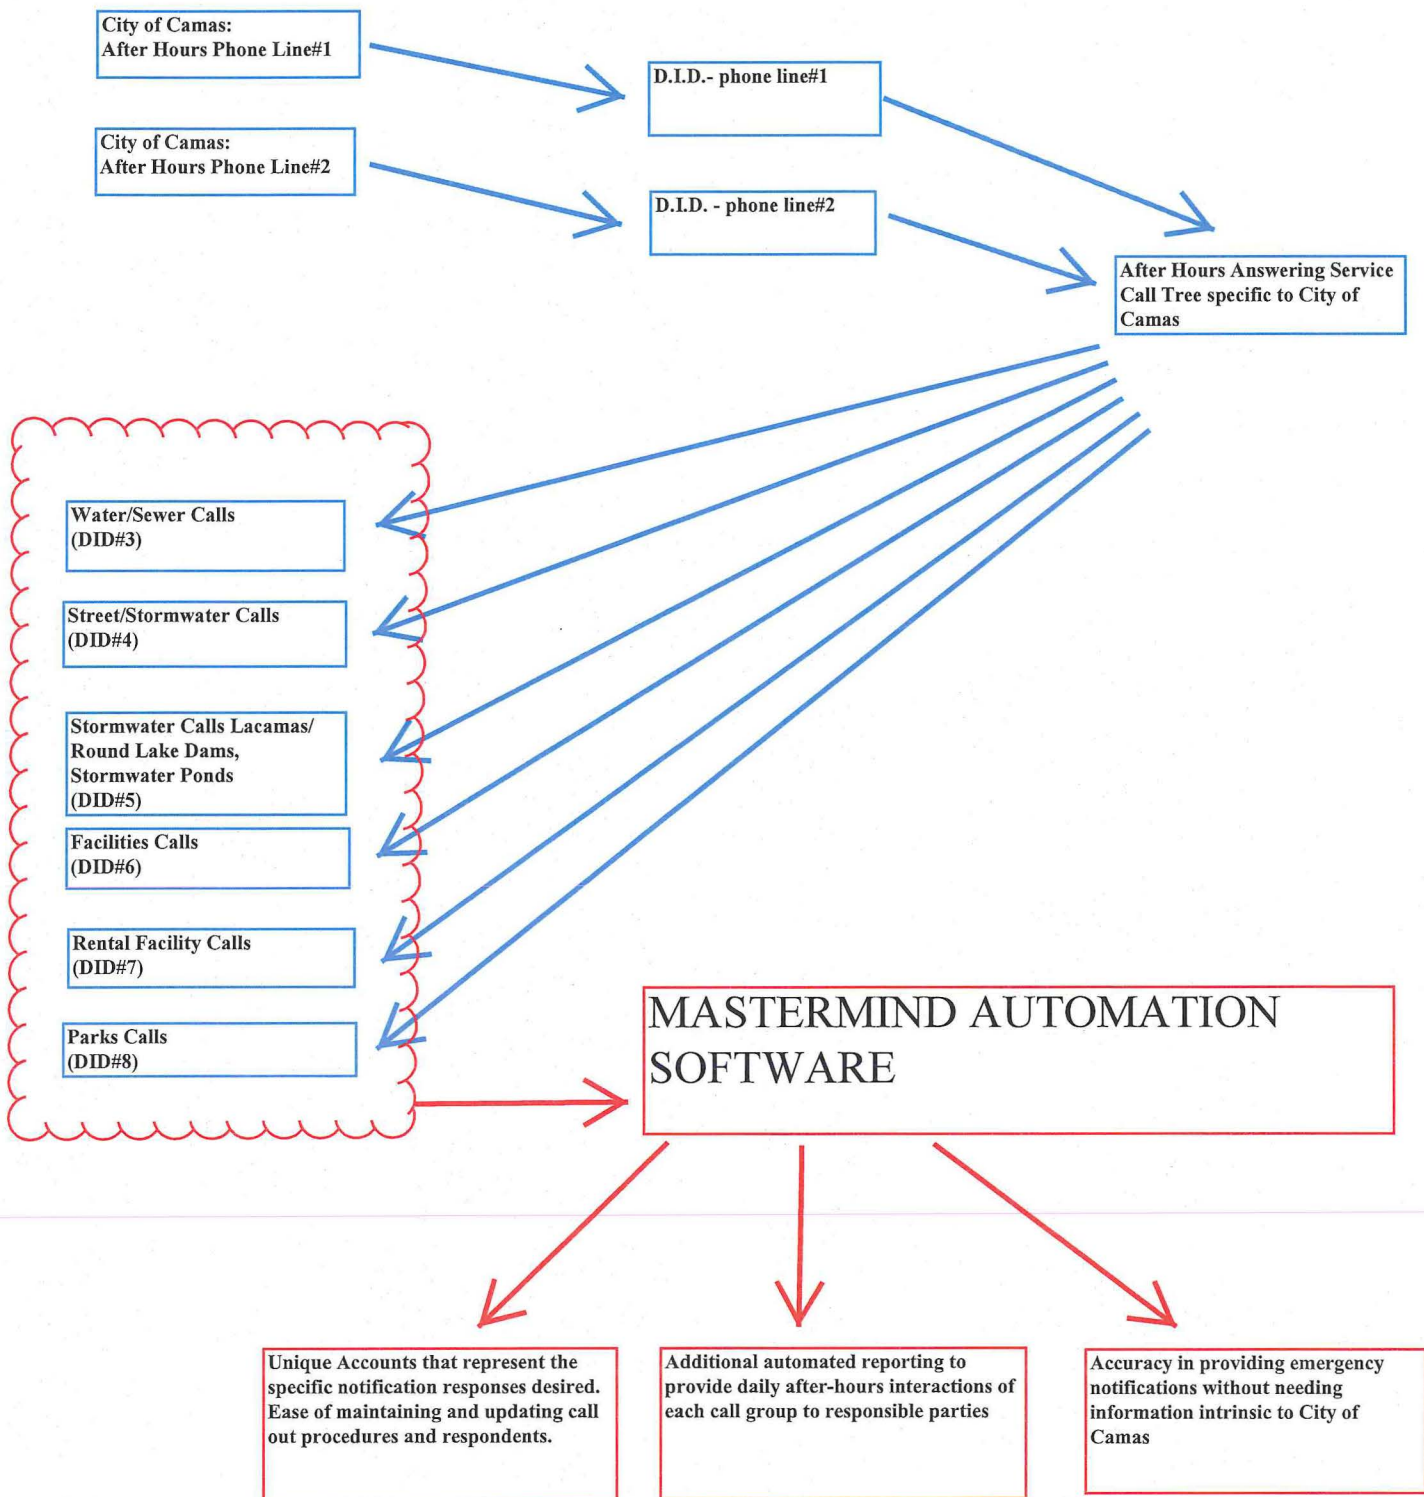 City of Camas:
After Hours Phone Line#1
D.I.D.- phone line#1
City of Camas:
After Hours Phone Line#2
D.I.D. - phone line#2
After Hours Answering Service
Call Tree specific to City of
Camas
Water/Sewer Calls
(DID#3)
Street/Stormwater Calls
(DID#4)
Stormwater Calls Lacamas/
Round Lake Dams,
Stormwater Ponds
(DID#5)
Facilities Calls
(DID#6)
Rental Facility Calls
(DID#7)
Parks Calls
(DID#8)
MASTERMIND AUTOMATION
SOFTWARE
Unique Accounts that represent the
specific notification responses desired.
Ease of maintaining and updating call
out procedures and respondents.
Additional automated reporting to
provide daily after-hours interactions of
each call group to responsible parties
Accuracy in providing emergency
notifications without needing
information intrinsic to City of
Camas